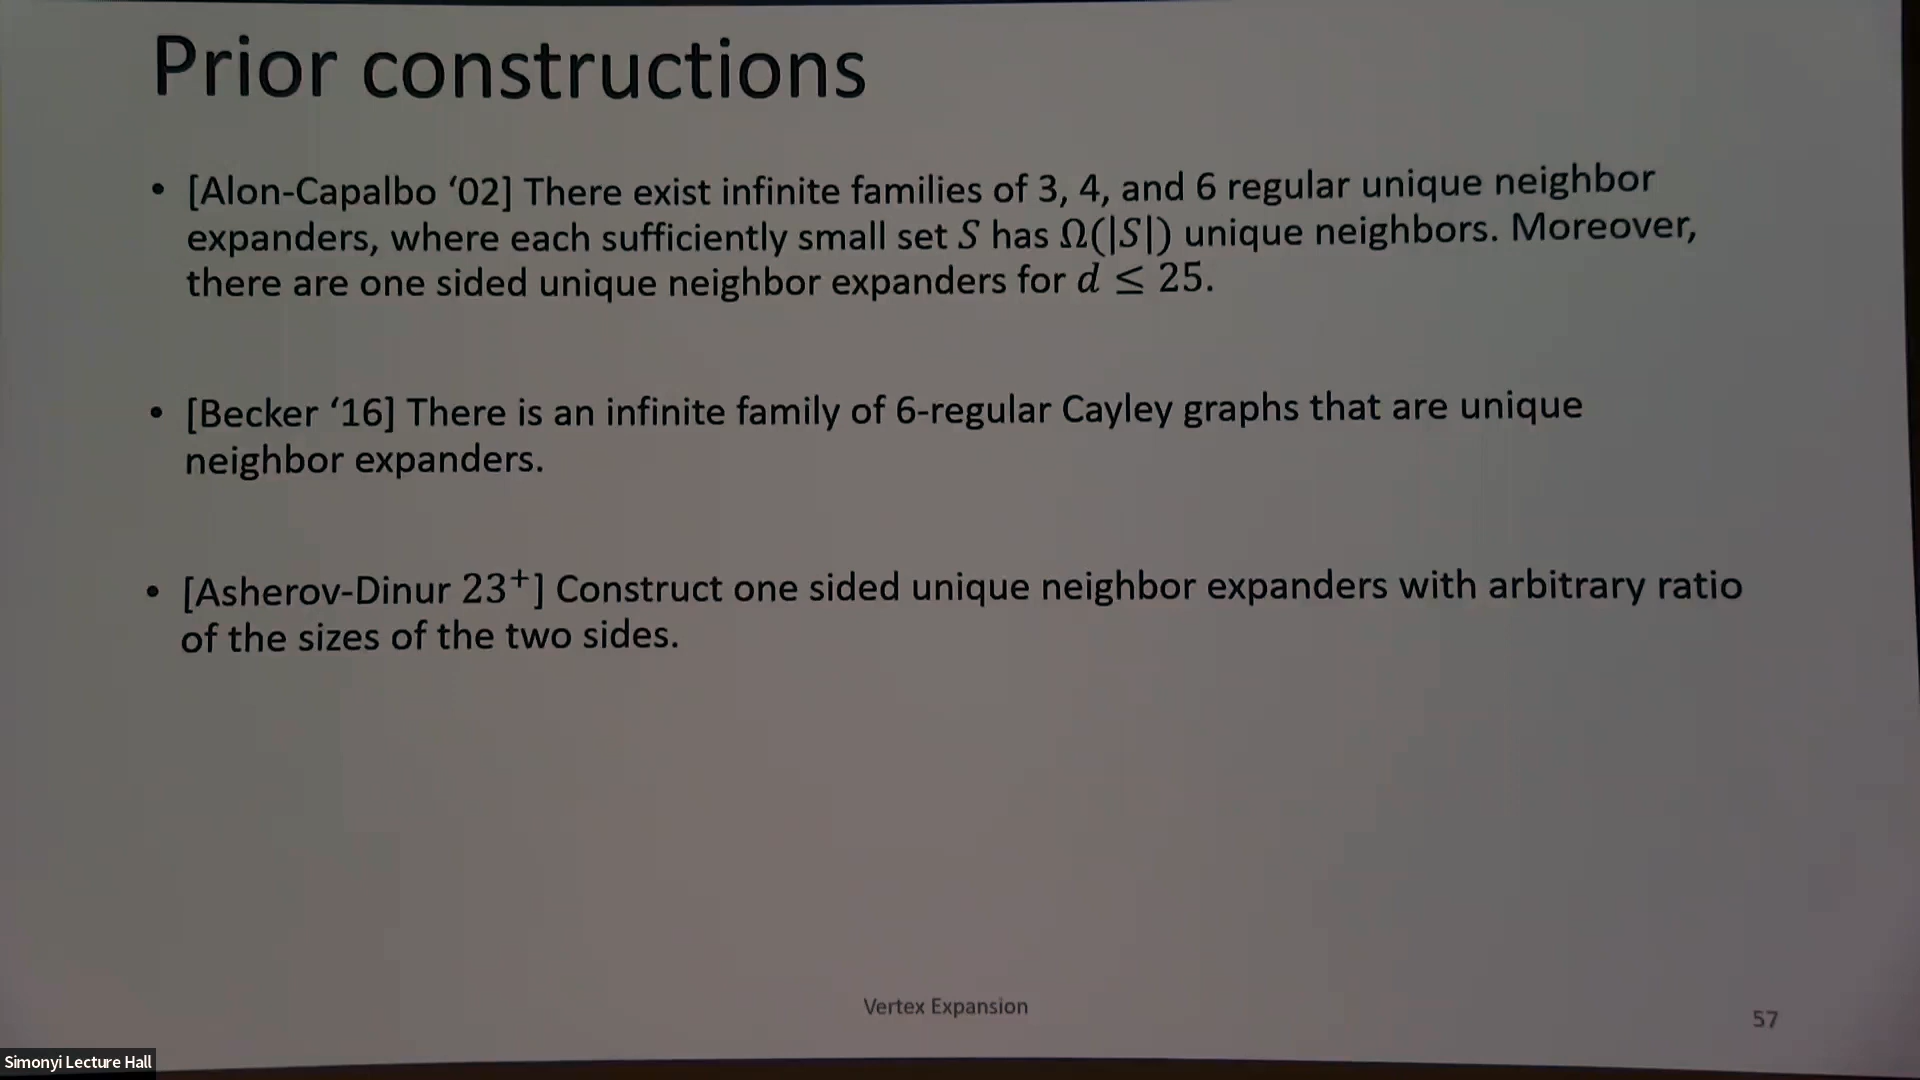 Prior constructions
• [Alon-Capalbo ‘02] There exist infinite families of 3, 4, and 6 regular unique neighbor
expanders, where each sufficiently small set S has Ω(|S|) unique neighbors. Moreover,
there are one sided unique neighbor expanders for d ≤ 25.
• [Becker ‘16] There is an infinite family of 6-regular Cayley graphs that are unique
neighbor expanders.
• [Asherov-Dinur 23⁺] Construct one sided unique neighbor expanders with arbitrary ratio
of the sizes of the two sides.
Vertex Expansion
57
Simonyi Lecture Hall